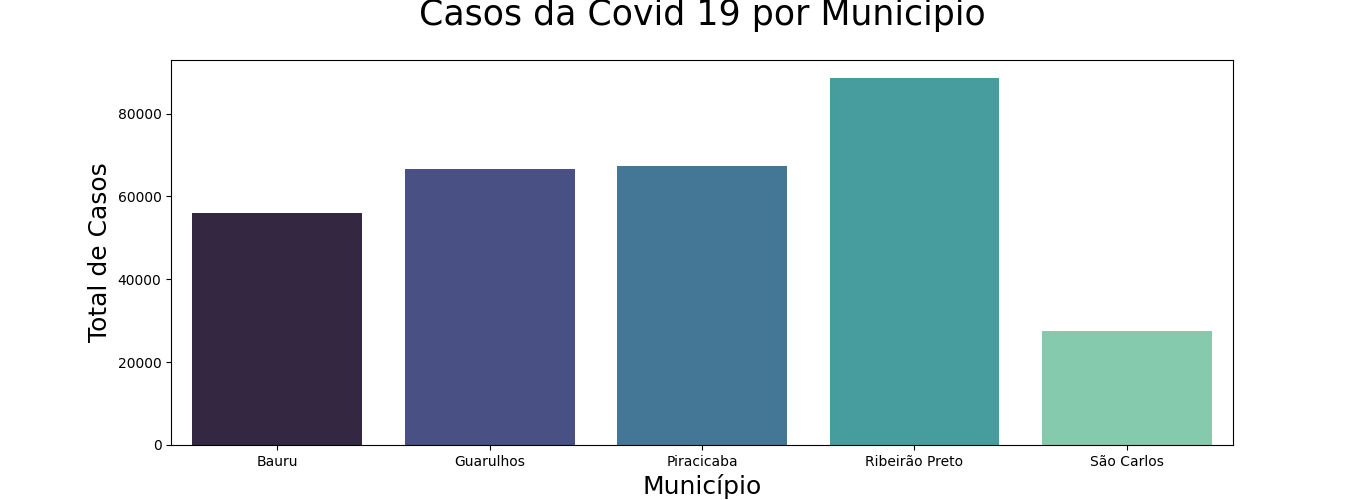 Casos da Covid 19 por Municipio
Total de Casos
80000
60000
40000
20000
0
Bauru
Guarulhos
Piracicaba
Ribeirão Preto
São Carlos
Município